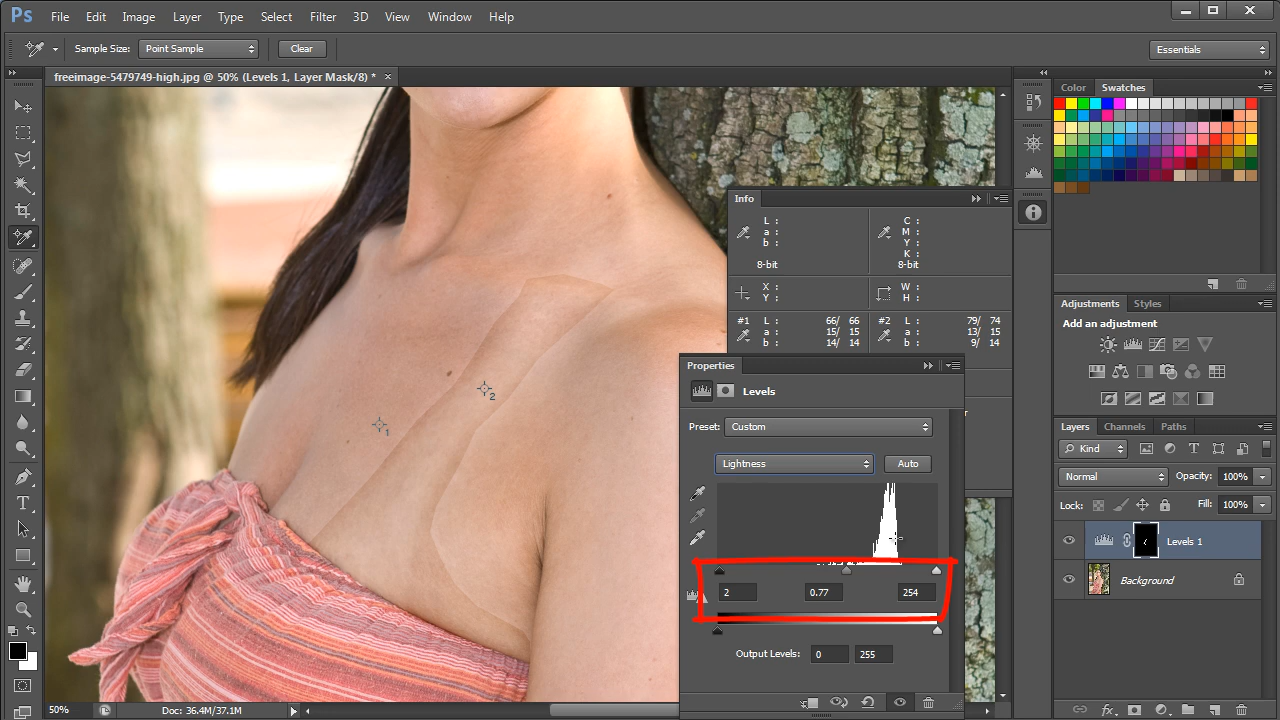 Ps File Edit Image Layer Type Select Filter 3D View Window Help
Sample Size: Point Sample Clear Essentials
freeimage-5479749-high.jpg @ 50% (Levels 1, Layer Mask/8) * ×
Color Swatches
Info
L :
a :
b :
8-bit
C :
M :
Y :
K :
8-bit
X :
Y :
W :
H :
#1 L : 66/ 66
a : 15/ 15
b : 14/ 14
#2 L : 79/ 74
a : 13/ 15
b : 9/ 14
1
2
Properties
Levels
Preset: Custom
Lightness Auto
2 0.77 254
Output Levels: 0 255
Adjustments Styles
Add an adjustment
Layers Channels Paths
Kind
Normal Opacity: 100%
Lock: Fill: 100%
Levels 1
Background
50% Doc: 36.4M/37.1M